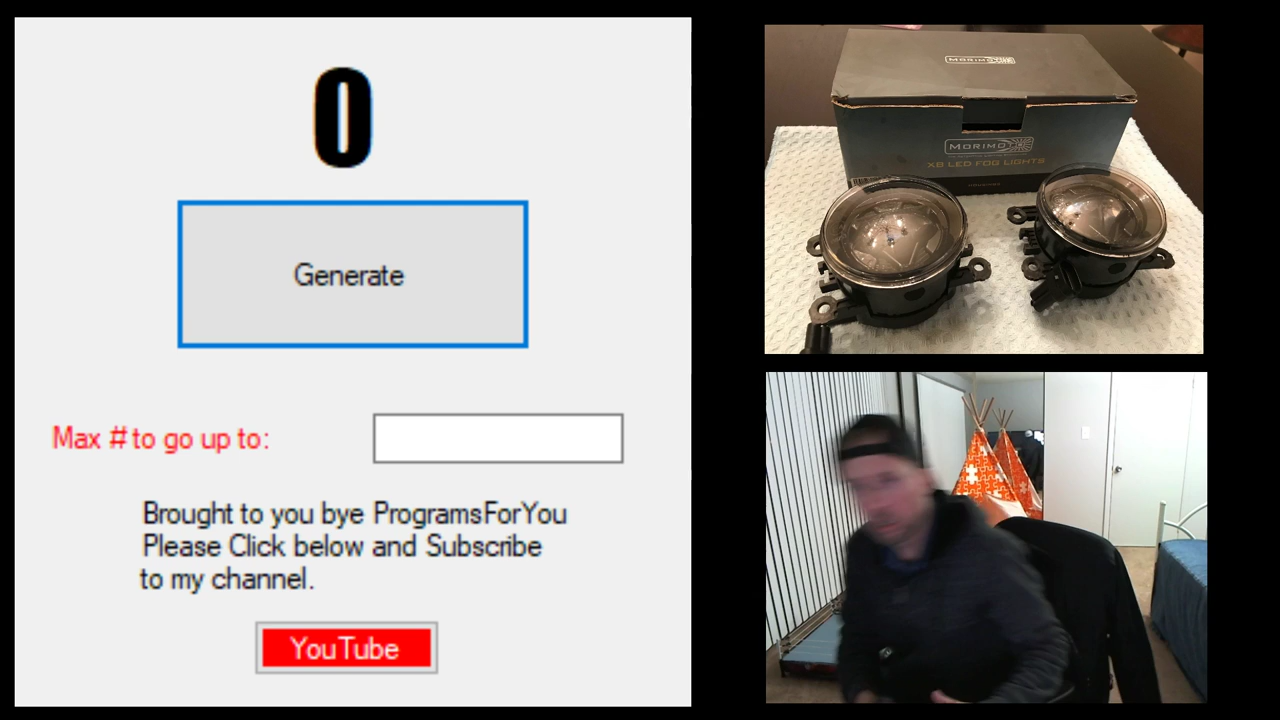 0
Generate
Max # to go up to:
Brought to you bye ProgramsForYou
Please Click below and Subscribe
to my channel.
YouTube
MORIMOTO
MORIMOTO
XB LED FOG LIGHTS